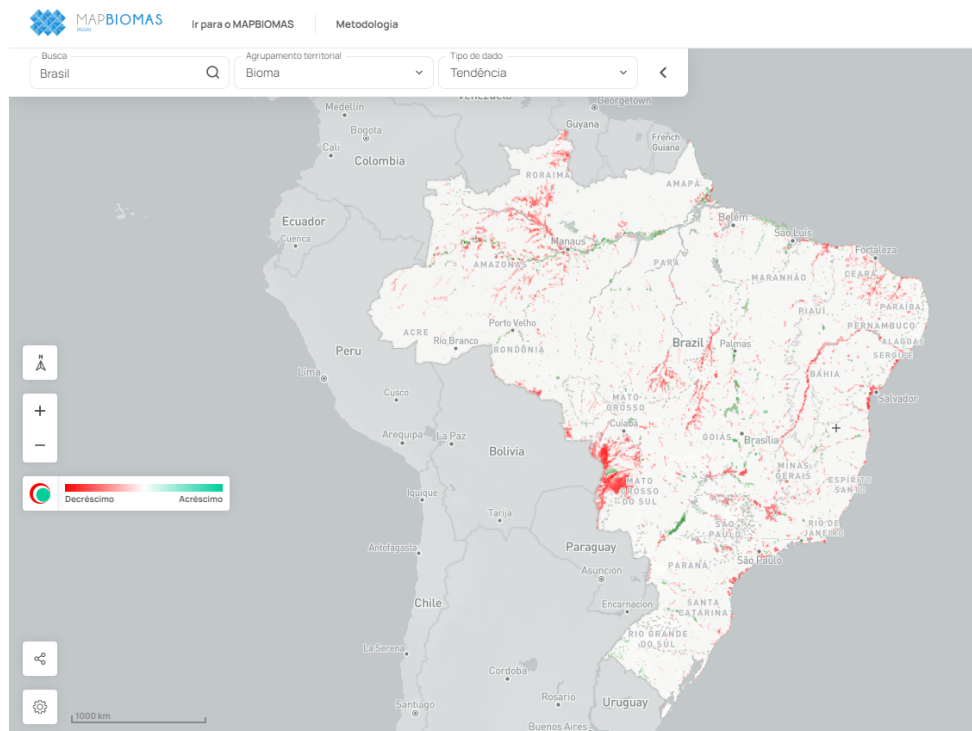 MAPBIOMAS
Ir para o MAPBIOMAS
Metodologia
Busca
Brasil
Agrupamento territorial
Bioma
Tipo de dado
Tendência
Venezuela
Georgetown
Medellín
Guyana
Bogota
French
Guiana
Cali
Colombia
RORAIMA
AMAPÁ
Ecuador
Belém
Cuenca
Manaus
São Luís
Fortaleza
AMAZONAS
PARÁ
MARANHÃO
CEARÁ
PIAUÍ
PARAÍBA
Porto Velho
PERNAMBUCO
ACRE
Rio Branco
Brazil
Palmas
ALAGOAS
Peru
RONDÔNIA
SERGIPE
Lima
BAHIA
Cusco
MATO
GROSSO
Salvador
Cuiabá
Arequipa
La Paz
GOIÁS
Brasília
Bolivia
MINAS
GERAIS
ESPÍRITO
SANTO
MATO
GROSSO
DO SUL
Decréscimo
Acréscimo
Iquique
Tarija
SÃO
PAULO
RIO DE
JANEIRO
Antofagasta
Paraguay
São Paulo
Asuncion
PARANÁ
Chile
Encarnacion
SANTA
CATARINA
RIO GRANDE
DO SUL
La Serena
Cordoba
Rosario
Santiago
Uruguay
1000 km
Buenos Aires
N